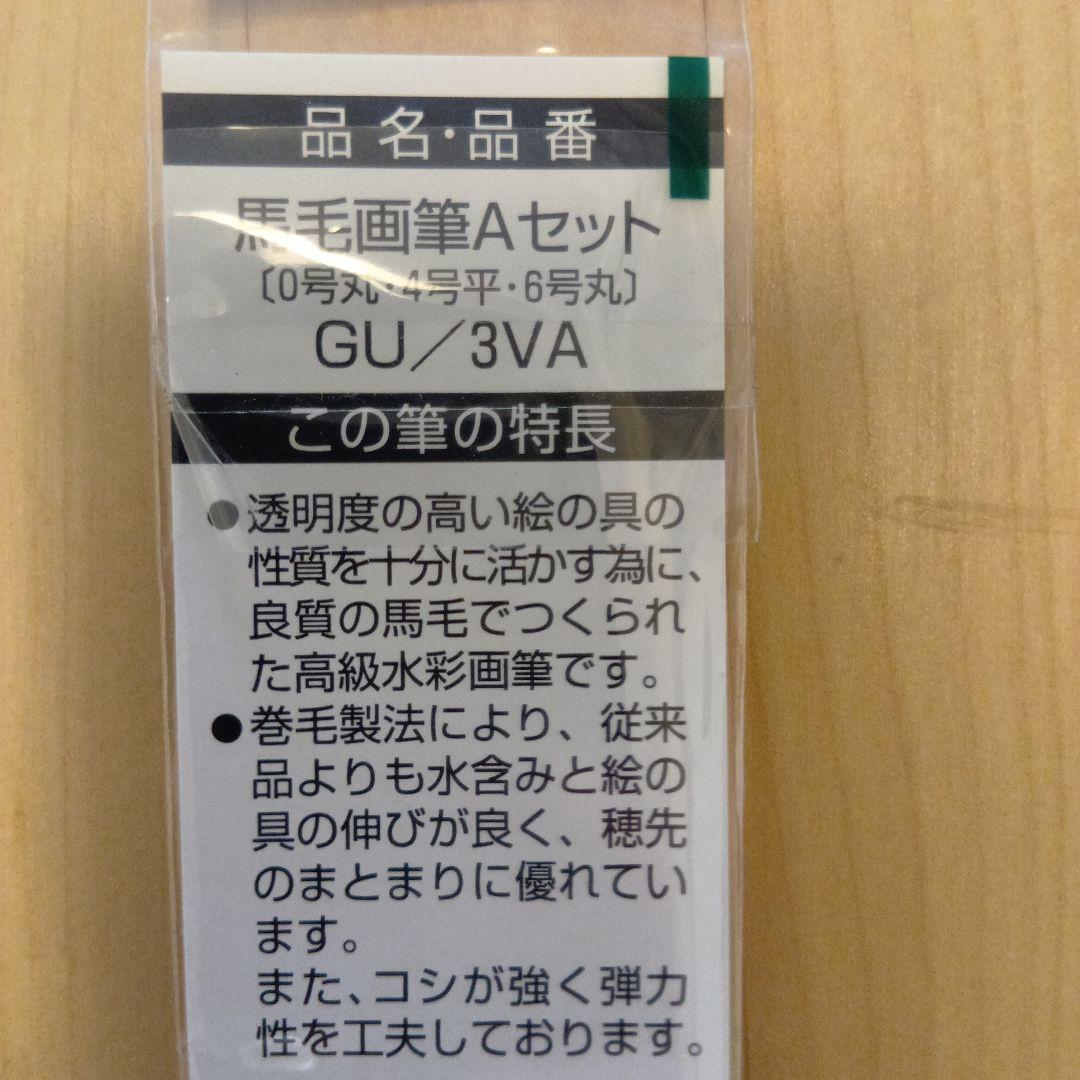 品名・品番
馬毛画筆Aセット
〔0号丸・4号平・6号丸〕
GU／3VA
この筆の特長
●透明度の高い絵の具の
性質を十分に活かす為に、
良質の馬毛でつくられ
た高級水彩画筆です。
●巻毛製法により、従来
品よりも水含みと絵の
具の伸びが良く、穂先
のまとまりに優れてい
ます。
また、コシが強く弾力
性を工夫しております。